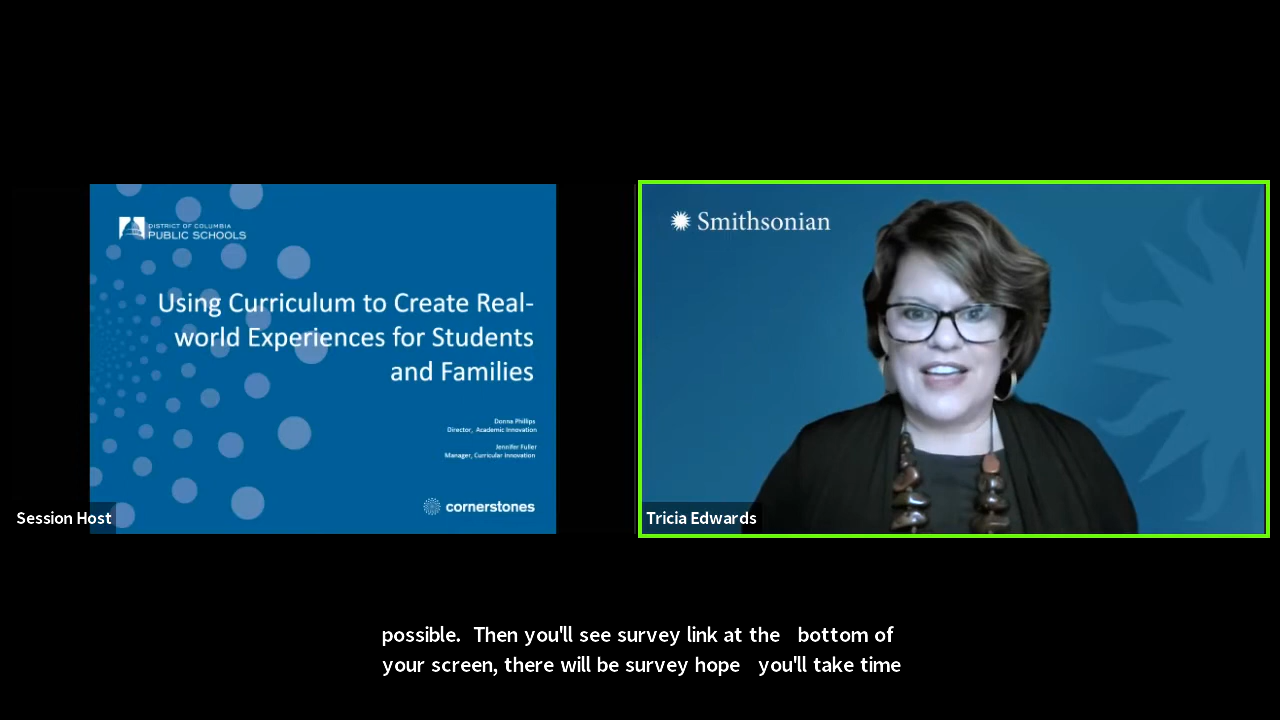 DISTRICT OF COLUMBIA
PUBLIC SCHOOLS
Using Curriculum to Create Real-
world Experiences for Students
and Families
Donna Phillips
Director, Academic Innovation
Jennifer Fuller
Manager, Curricular Innovation
cornerstones
Session Host
Smithsonian
Tricia Edwards
possible. Then you'll see survey link at the bottom of
your screen, there will be survey hope you'll take time